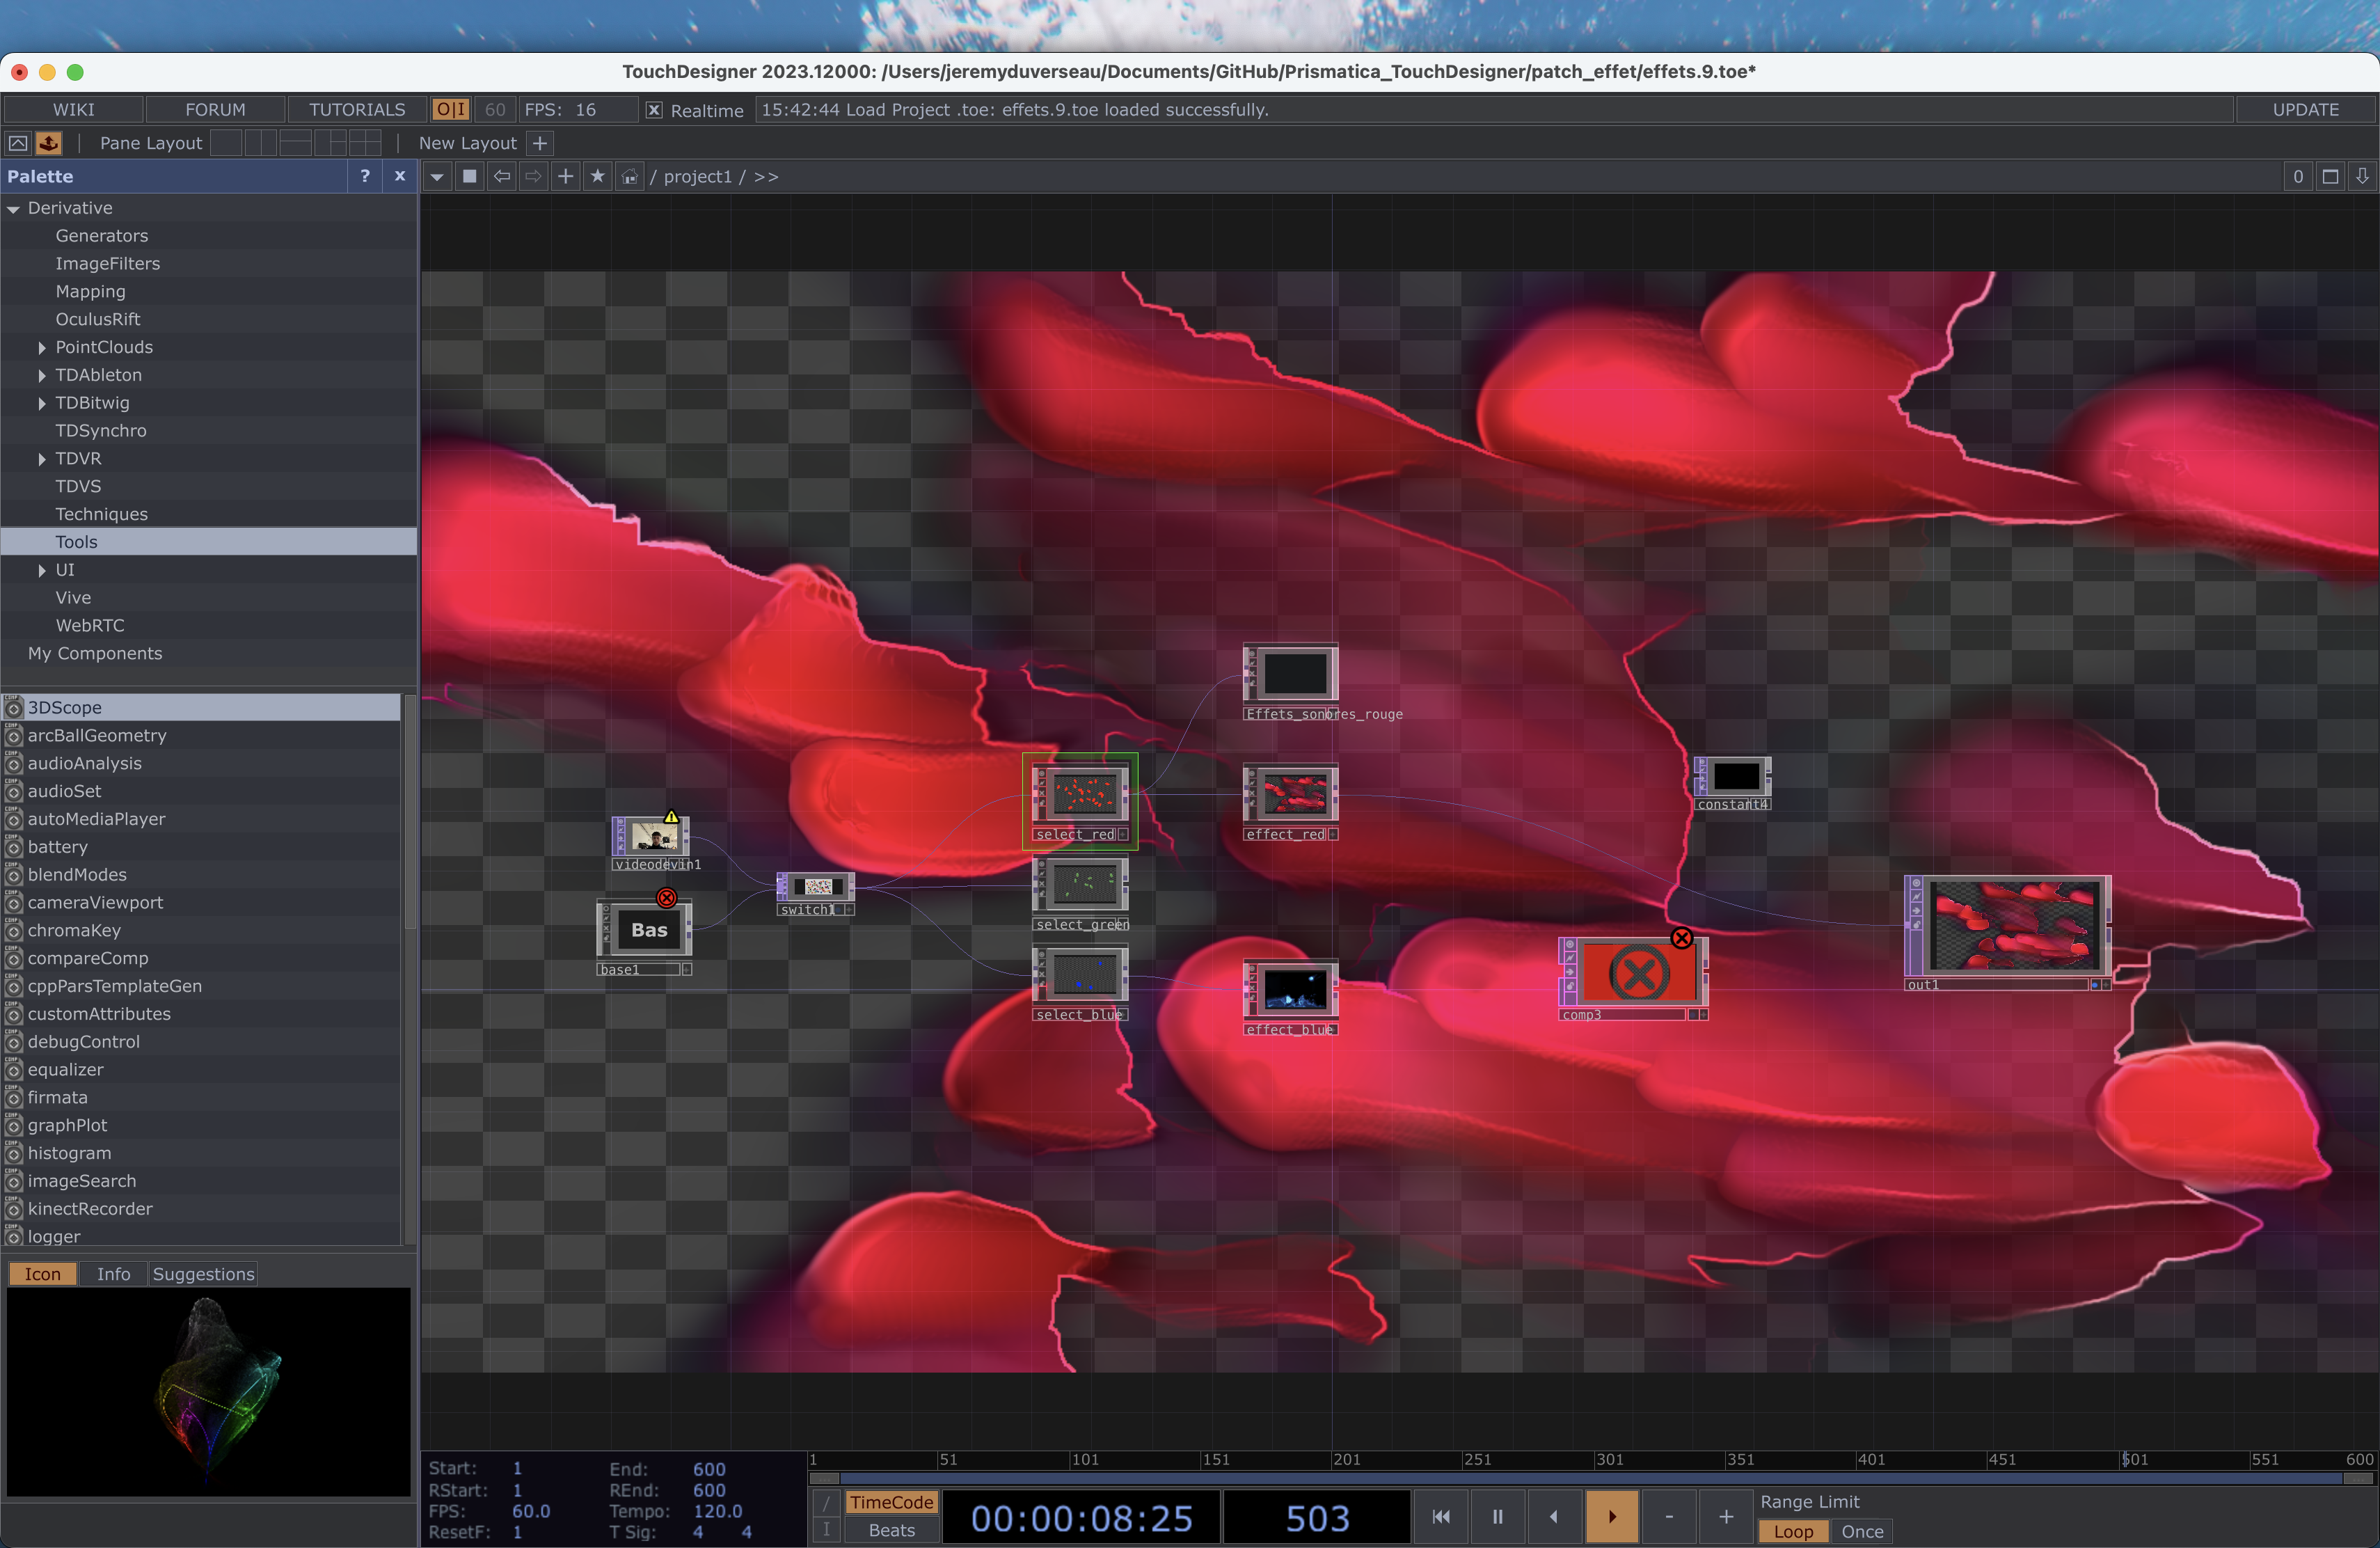 TouchDesigner 2023.12000: /Users/jeremyduverseau/Documents/GitHub/Prismatica_TouchDesigner/patch_effet/effets.9.toe*
WIKI
FORUM
TUTORIALS
O|I
60
FPS: 16
Realtime
15:42:44 Load Project .toe: effets.9.toe loaded successfully.
UPDATE
Pane Layout
New Layout
+
Palette
?
x
/ project1 / >>
0
Derivative
Generators
ImageFilters
Mapping
OculusRift
PointClouds
TDAbleton
TDBitwig
TDSynchro
TDVR
TDVS
Techniques
Tools
UI
Vive
WebRTC
My Components
3DScope
arcBallGeometry
audioAnalysis
audioSet
autoMediaPlayer
battery
blendModes
cameraViewport
chromaKey
compareComp
cppParsTemplateGen
customAttributes
debugControl
equalizer
firmata
graphPlot
histogram
imageSearch
kinectRecorder
logger
Icon
Info
Suggestions
Effets_sonores_rouge
select_red
effect_red
constant4
videodevin1
switch1
select_green
Bas
base1
select_blue
effect_blue
comp3
out1
1
51
101
151
201
251
301
351
401
451
501
551
600
Start: 1
End: 600
RStart: 1
REnd: 600
FPS: 60.0
Tempo: 120.0
ResetF: 1
T Sig: 4 4
/
I
TimeCode
Beats
00:00:08:25
503
-
+
Range Limit
Loop
Once